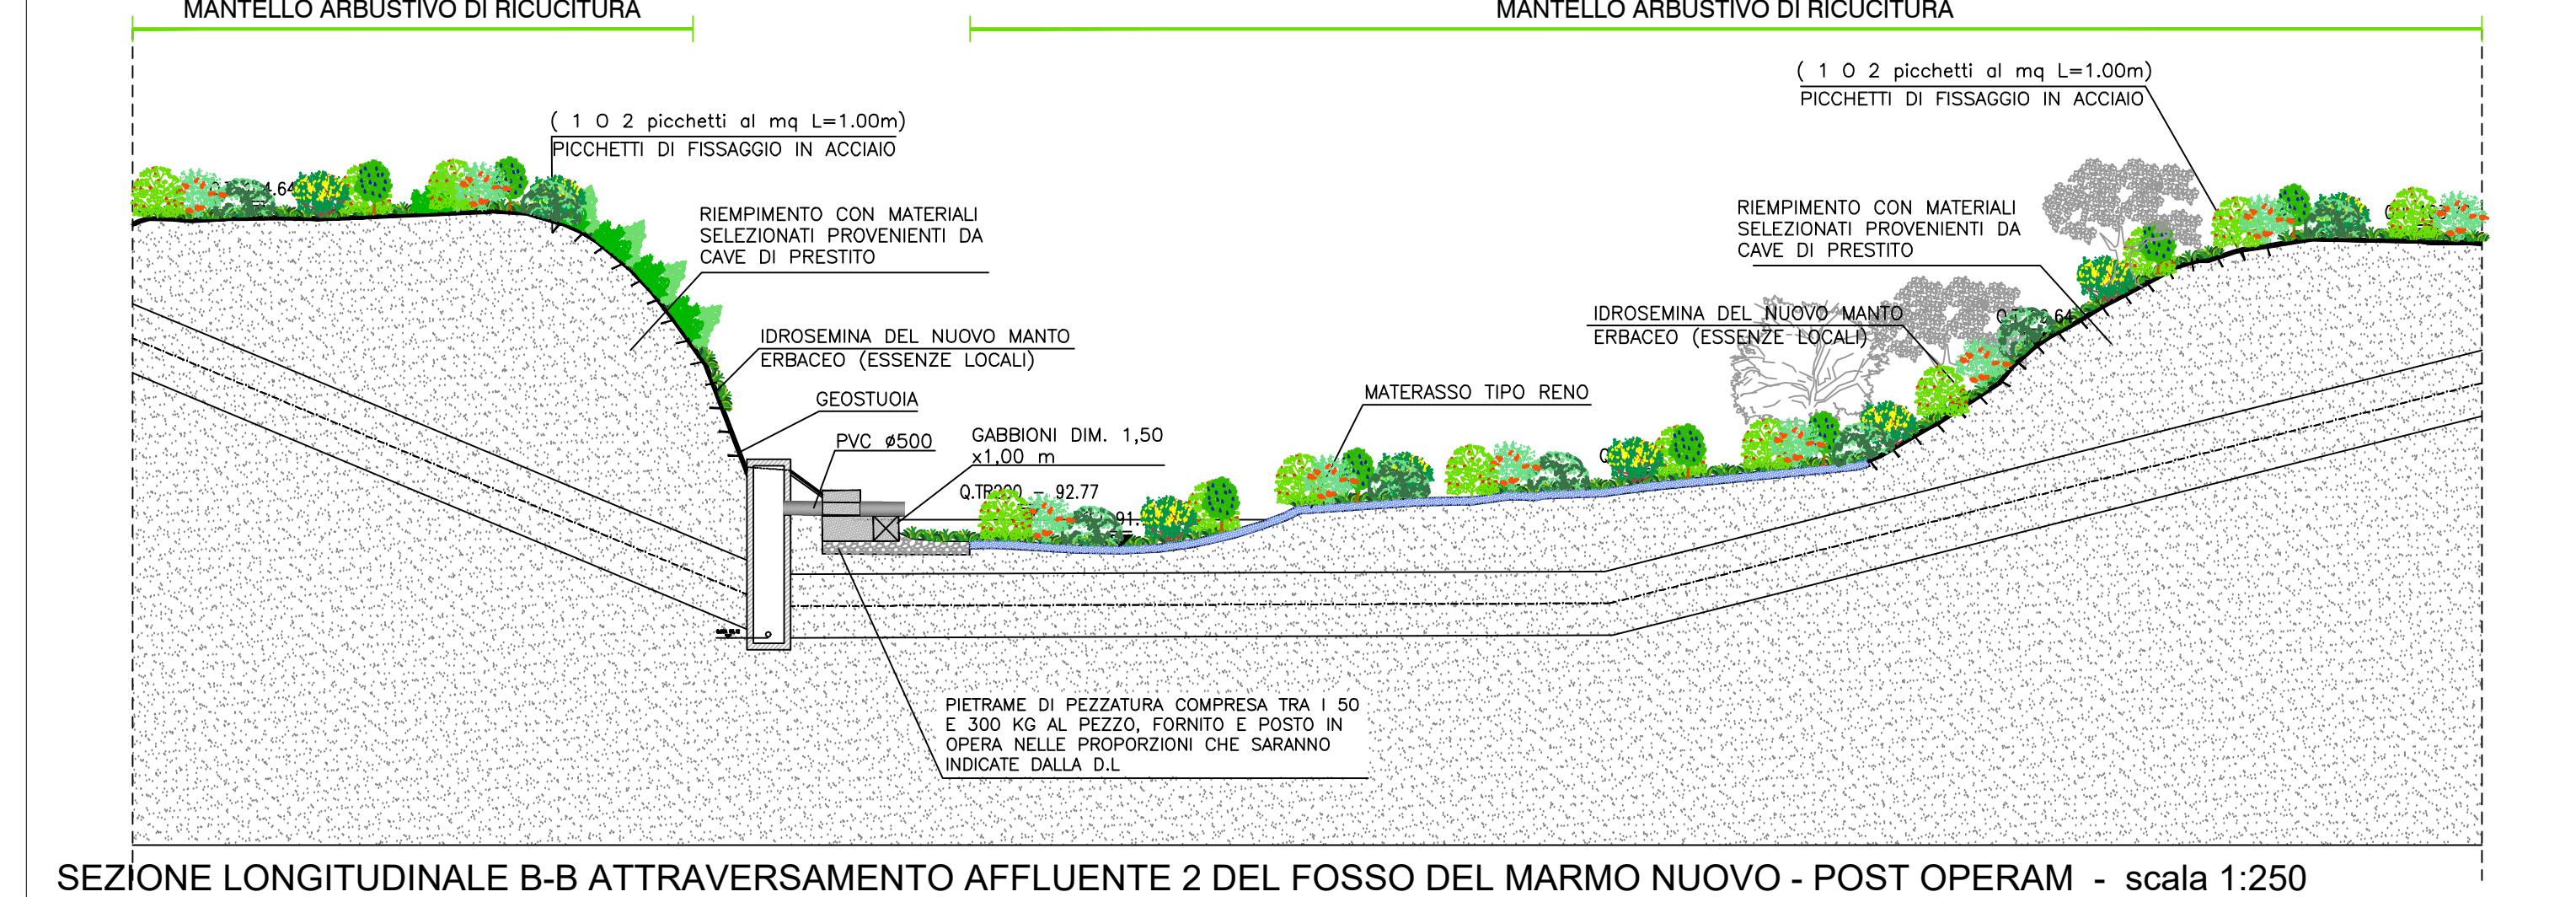 MANTELLO ARBUSTIVO DI RICUCITURA
MANTELLO ARBUSTIVO DI RICUCITURA
( 1 O 2 picchetti al mq L=1.00m)
PICCHETTI DI FISSAGGIO IN ACCIAIO
( 1 O 2 picchetti al mq L=1.00m)
PICCHETTI DI FISSAGGIO IN ACCIAIO
RIEMPIMENTO CON MATERIALI
SELEZIONATI PROVENIENTI DA
CAVE DI PRESTITO
RIEMPIMENTO CON MATERIALI
SELEZIONATI PROVENIENTI DA
CAVE DI PRESTITO
IDROSEMINA DEL NUOVO MANTO
ERBACEO (ESSENZE LOCALI)
IDROSEMINA DEL NUOVO MANTO
ERBACEO (ESSENZE LOCALI)
GEOSTUOIA
MATERASSO TIPO RENO
PVC ø500
GABBIONI DIM. 1,50
x1,00 m
92.77
PIETRAME DI PEZZATURA COMPRESA TRA I 50
E 300 KG AL PEZZO, FORNITO E POSTO IN
OPERA NELLE PROPORZIONI CHE SARANNO
INDICATE DALLA D.L
SEZIONE LONGITUDINALE B-B ATTRAVERSAMENTO AFFLUENTE 2 DEL FOSSO DEL MARMO NUOVO - POST OPERAM - scala 1:250